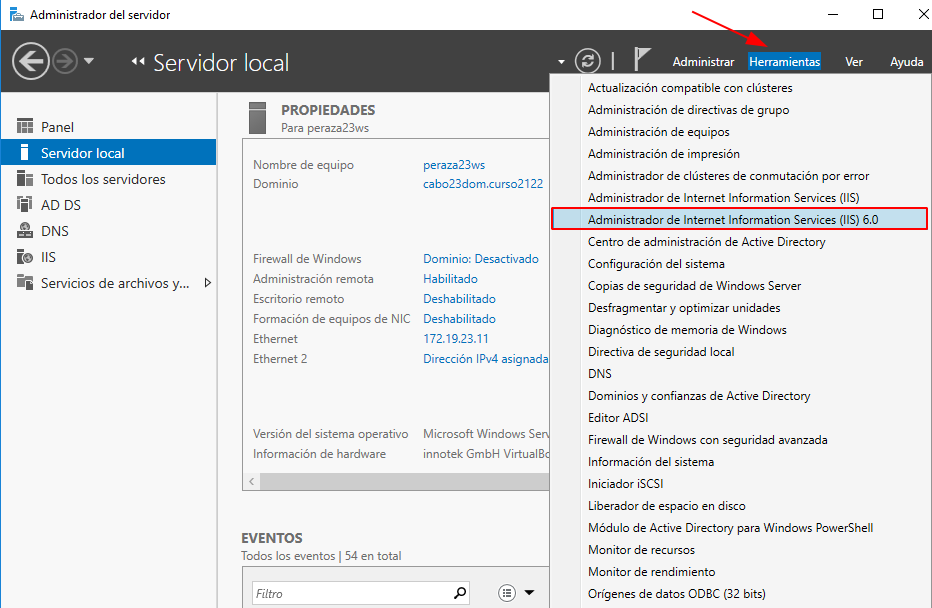 Administrador del servidor
Servidor local
Administrar
Herramientas
Ver
Ayuda
Panel
Servidor local
Todos los servidores
AD DS
DNS
IIS
Servicios de archivos y...
PROPIEDADES
Para peraza23ws
Nombre de equipo peraza23ws
Dominio cabo23dom.curso2122
Firewall de Windows Dominio: Desactivado
Administración remota Habilitado
Escritorio remoto Deshabilitado
Formación de equipos de NIC Deshabilitado
Ethernet 172.19.23.11
Ethernet 2 Dirección IPv4 asignada
Versión del sistema operativo Microsoft Windows Serv
Información de hardware innotek GmbH VirtualBo
EVENTOS
Todos los eventos | 54 en total
Filtro
Actualización compatible con clústeres
Administración de directivas de grupo
Administración de equipos
Administración de impresión
Administrador de clústeres de conmutación por error
Administrador de Internet Information Services (IIS)
Administrador de Internet Information Services (IIS) 6.0
Centro de administración de Active Directory
Configuración del sistema
Copias de seguridad de Windows Server
Desfragmentar y optimizar unidades
Diagnóstico de memoria de Windows
Directiva de seguridad local
DNS
Dominios y confianzas de Active Directory
Editor ADSI
Firewall de Windows con seguridad avanzada
Información del sistema
Iniciador iSCSI
Liberador de espacio en disco
Módulo de Active Directory para Windows PowerShell
Monitor de recursos
Monitor de rendimiento
Orígenes de datos ODBC (32 bits)